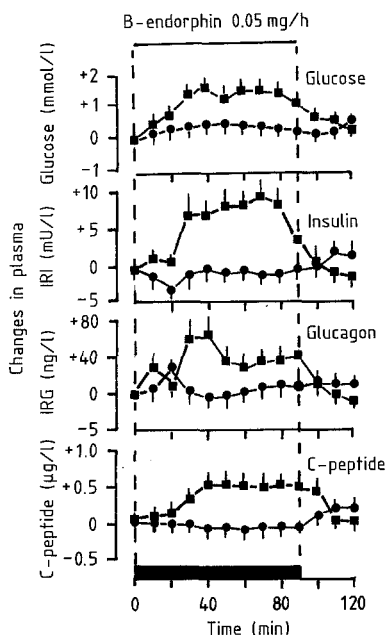 B-endorphin 0.05 mg/h
Changes in plasma
Glucose (mmol/l)
+2
+1
0
-1
Glucose
IRI (mU/l)
+10
+5
0
-5
Insulin
IRG (ng/l)
+80
+40
0
-5
Glucagon
C-peptide (µg/l)
+1.0
+0.5
0
-0.5
C-peptide
0 40 80 120
Time (min)